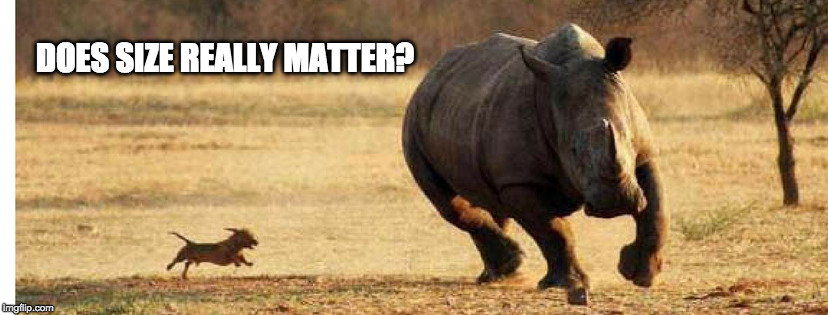 DOES SIZE REALLY MATTER?
imgflip.com